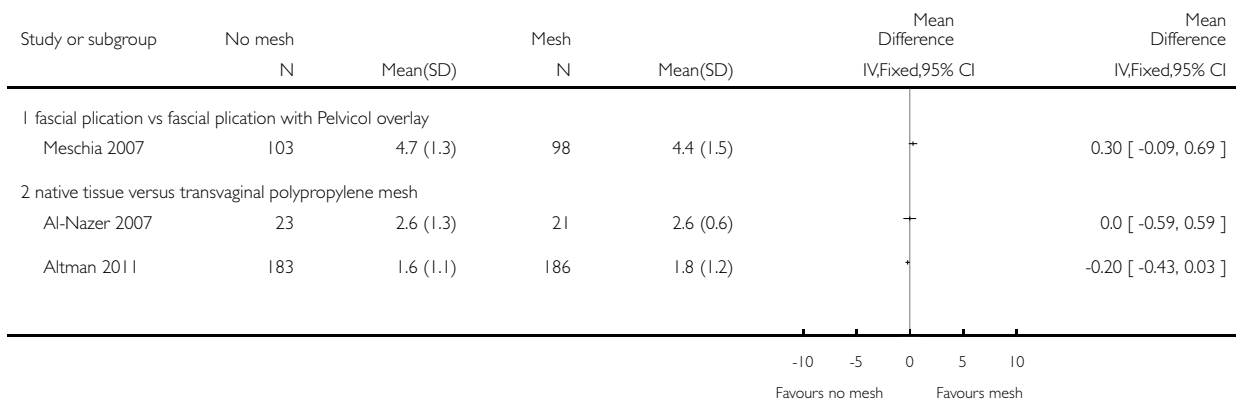 Mean Mean
Study or subgroup No mesh Mesh Difference Difference
N Mean(SD) N Mean(SD) IV,Fixed,95% CI IV,Fixed,95% CI
1 fascial plication vs fascial plication with Pelvicol overlay
Meschia 2007 103 4.7 (1.3) 98 4.4 (1.5) 0.30 [ -0.09, 0.69 ]
2 native tissue versus transvaginal polypropylene mesh
Al-Nazer 2007 23 2.6 (1.3) 21 2.6 (0.6) 0.0 [ -0.59, 0.59 ]
Altman 2011 183 1.6 (1.1) 186 1.8 (1.2) -0.20 [ -0.43, 0.03 ]
-10 -5 0 5 10
Favours no mesh Favours mesh